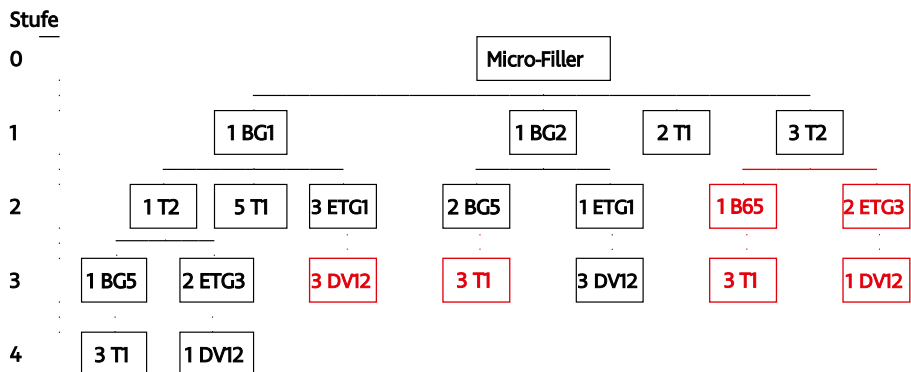 Stufe
0 Micro-Filler
1 1 BG1 1 BG2 2 T1 3 T2
2 1 T2 5 T1 3 ETG1 2 BG5 1 ETG1 1 B65 2 ETG3
3 1 BG5 2 ETG3 3 DV12 3 T1 3 DV12 3 T1 1 DV12
4 3 T1 1 DV12